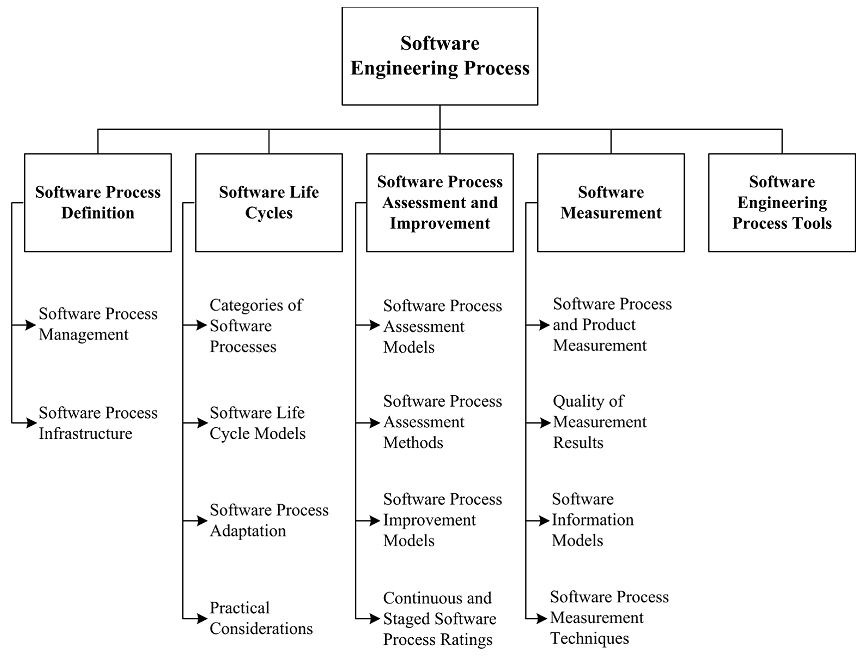 Software
Engineering Process
Software Process
Definition
Software Life
Cycles
Software Process
Assessment and
Improvement
Software
Measurement
Software
Engineering
Process Tools
Software Process
Management
Software Process
Infrastructure
Categories of
Software
Processes
Software Life
Cycle Models
Software Process
Adaptation
Practical
Considerations
Software Process
Assessment
Models
Software Process
Assessment
Methods
Software Process
Improvement
Models
Continuous and
Staged Software
Process Ratings
Software Process
and Product
Measurement
Quality of
Measurement
Results
Software
Information
Models
Software Process
Measurement
Techniques